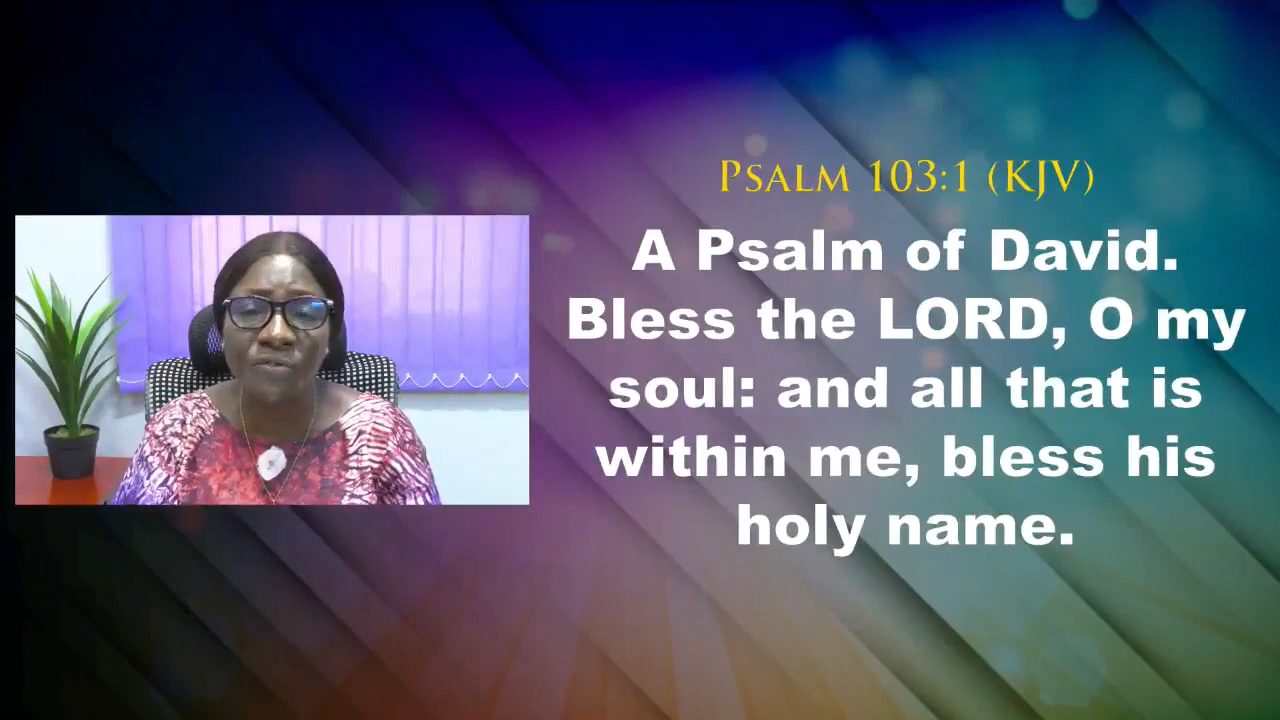 Psalm 103:1 (KJV)
A Psalm of David.
Bless the LORD, O my
soul: and all that is
within me, bless his
holy name.